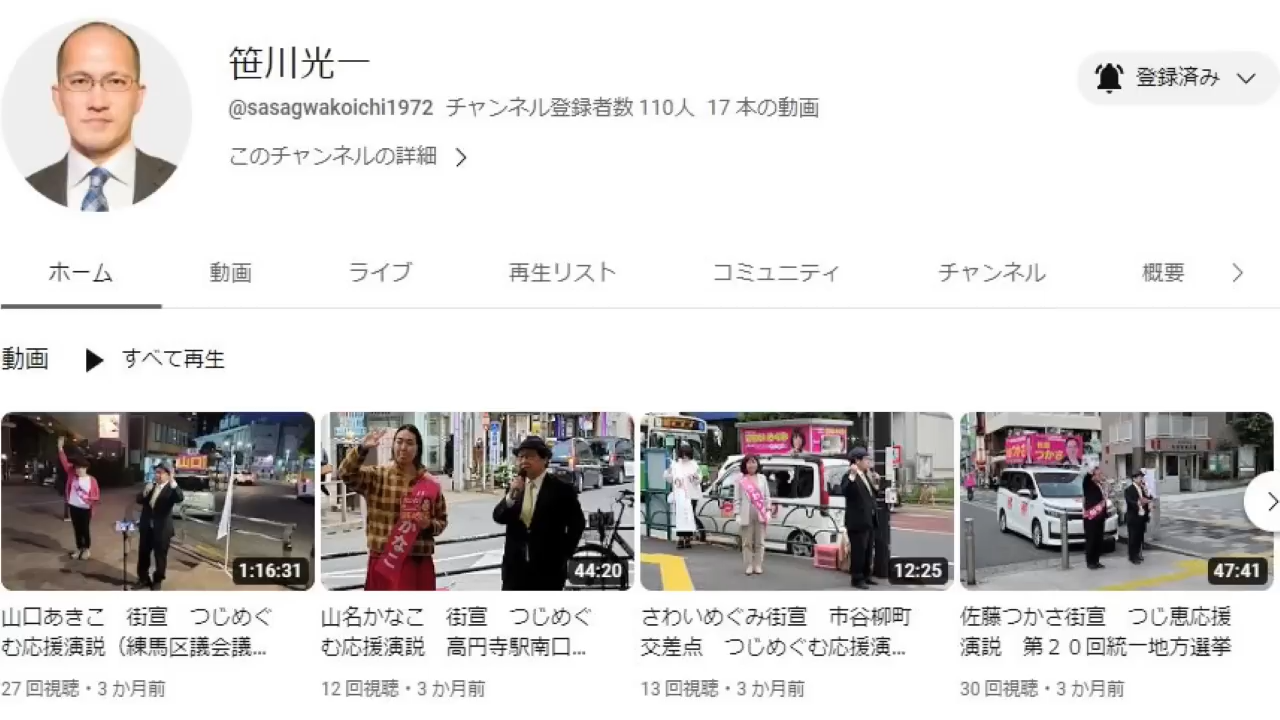 笹川光一
@sasagwakoichi1972 チャンネル登録者数 110人 17 本の動画
登録済み
このチャンネルの詳細
ホーム 動画 ライブ 再生リスト コミュニティ チャンネル 概要
動画 すべて再生
山口
かなこ
つかさ
1:16:31 44:20 12:25 47:41
山口あきこ 街宣 つじめぐ
む応援演説（練馬区議会議...
27 回視聴・3 か月前
山名かなこ 街宣 つじめぐ
む応援演説 高円寺駅南口...
12 回視聴・3 か月前
さわいめぐみ街宣 市谷柳町
交差点 つじめぐむ応援演...
13 回視聴・3 か月前
佐藤つかさ街宣 つじ恵応援
演説 第２０回統一地方選挙
30 回視聴・3 か月前